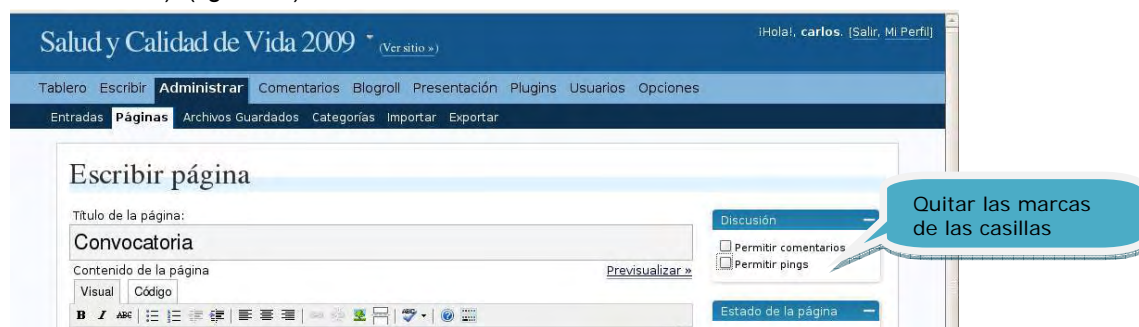 Salud y Calidad de Vida 2009 (Ver sitio »)
¡Hola!, carlos. [Salir, Mi Perfil]
Tablero Escribir Administrar Comentarios Blogroll Presentación Plugins Usuarios Opciones
Entradas Páginas Archivos Guardados Categorías Importar Exportar
Escribir página
Título de la página:
Convocatoria
Contenido de la página
Previsualizar »
Visual Código
B I ABC
Discusión
Permitir comentarios
Permitir pings
Estado de la página
Quitar las marcas
de las casillas